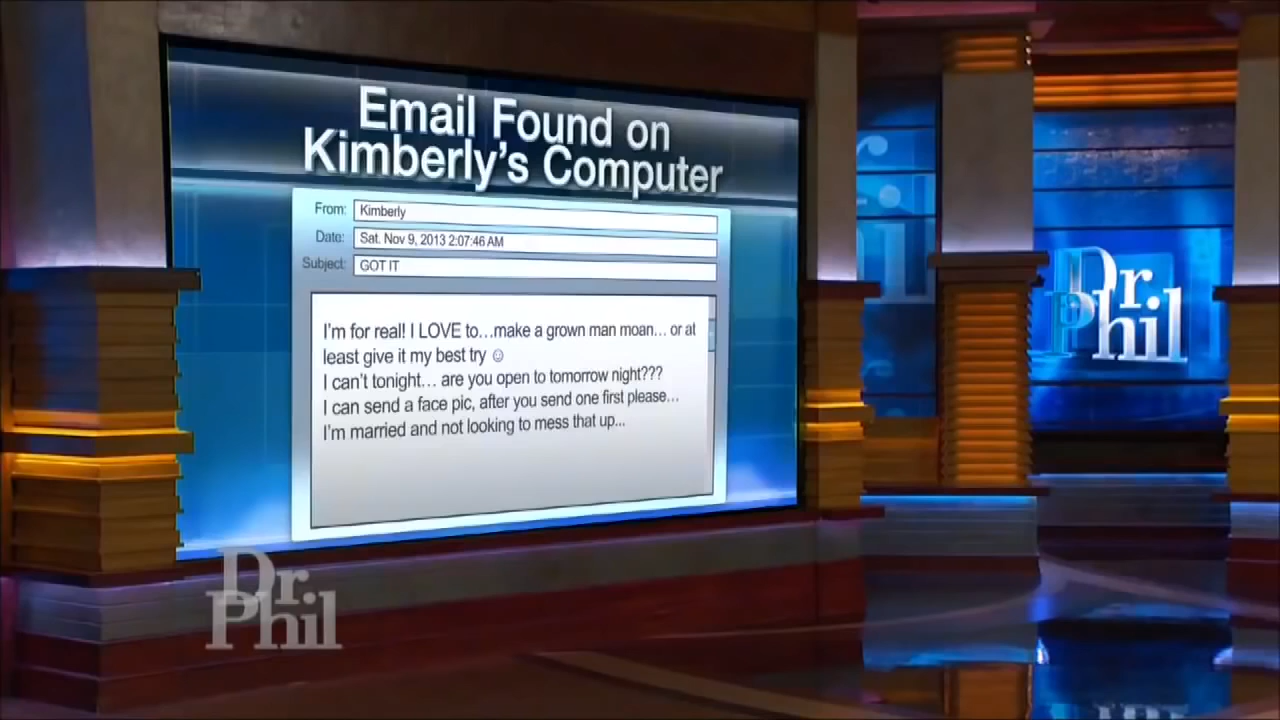 Email Found on
Kimberly's Computer
From: Kimberly
Date: Sat. Nov 9, 2013 2:07:46 AM
Subject: GOT IT
I'm for real! I LOVE to…make a grown man moan… or at
least give it my best try ☺
I can't tonight… are you open to tomorrow night???
I can send a face pic, after you send one first please…
I'm married and not looking to mess that up...
Dr.
Phil
Dr.
Phil